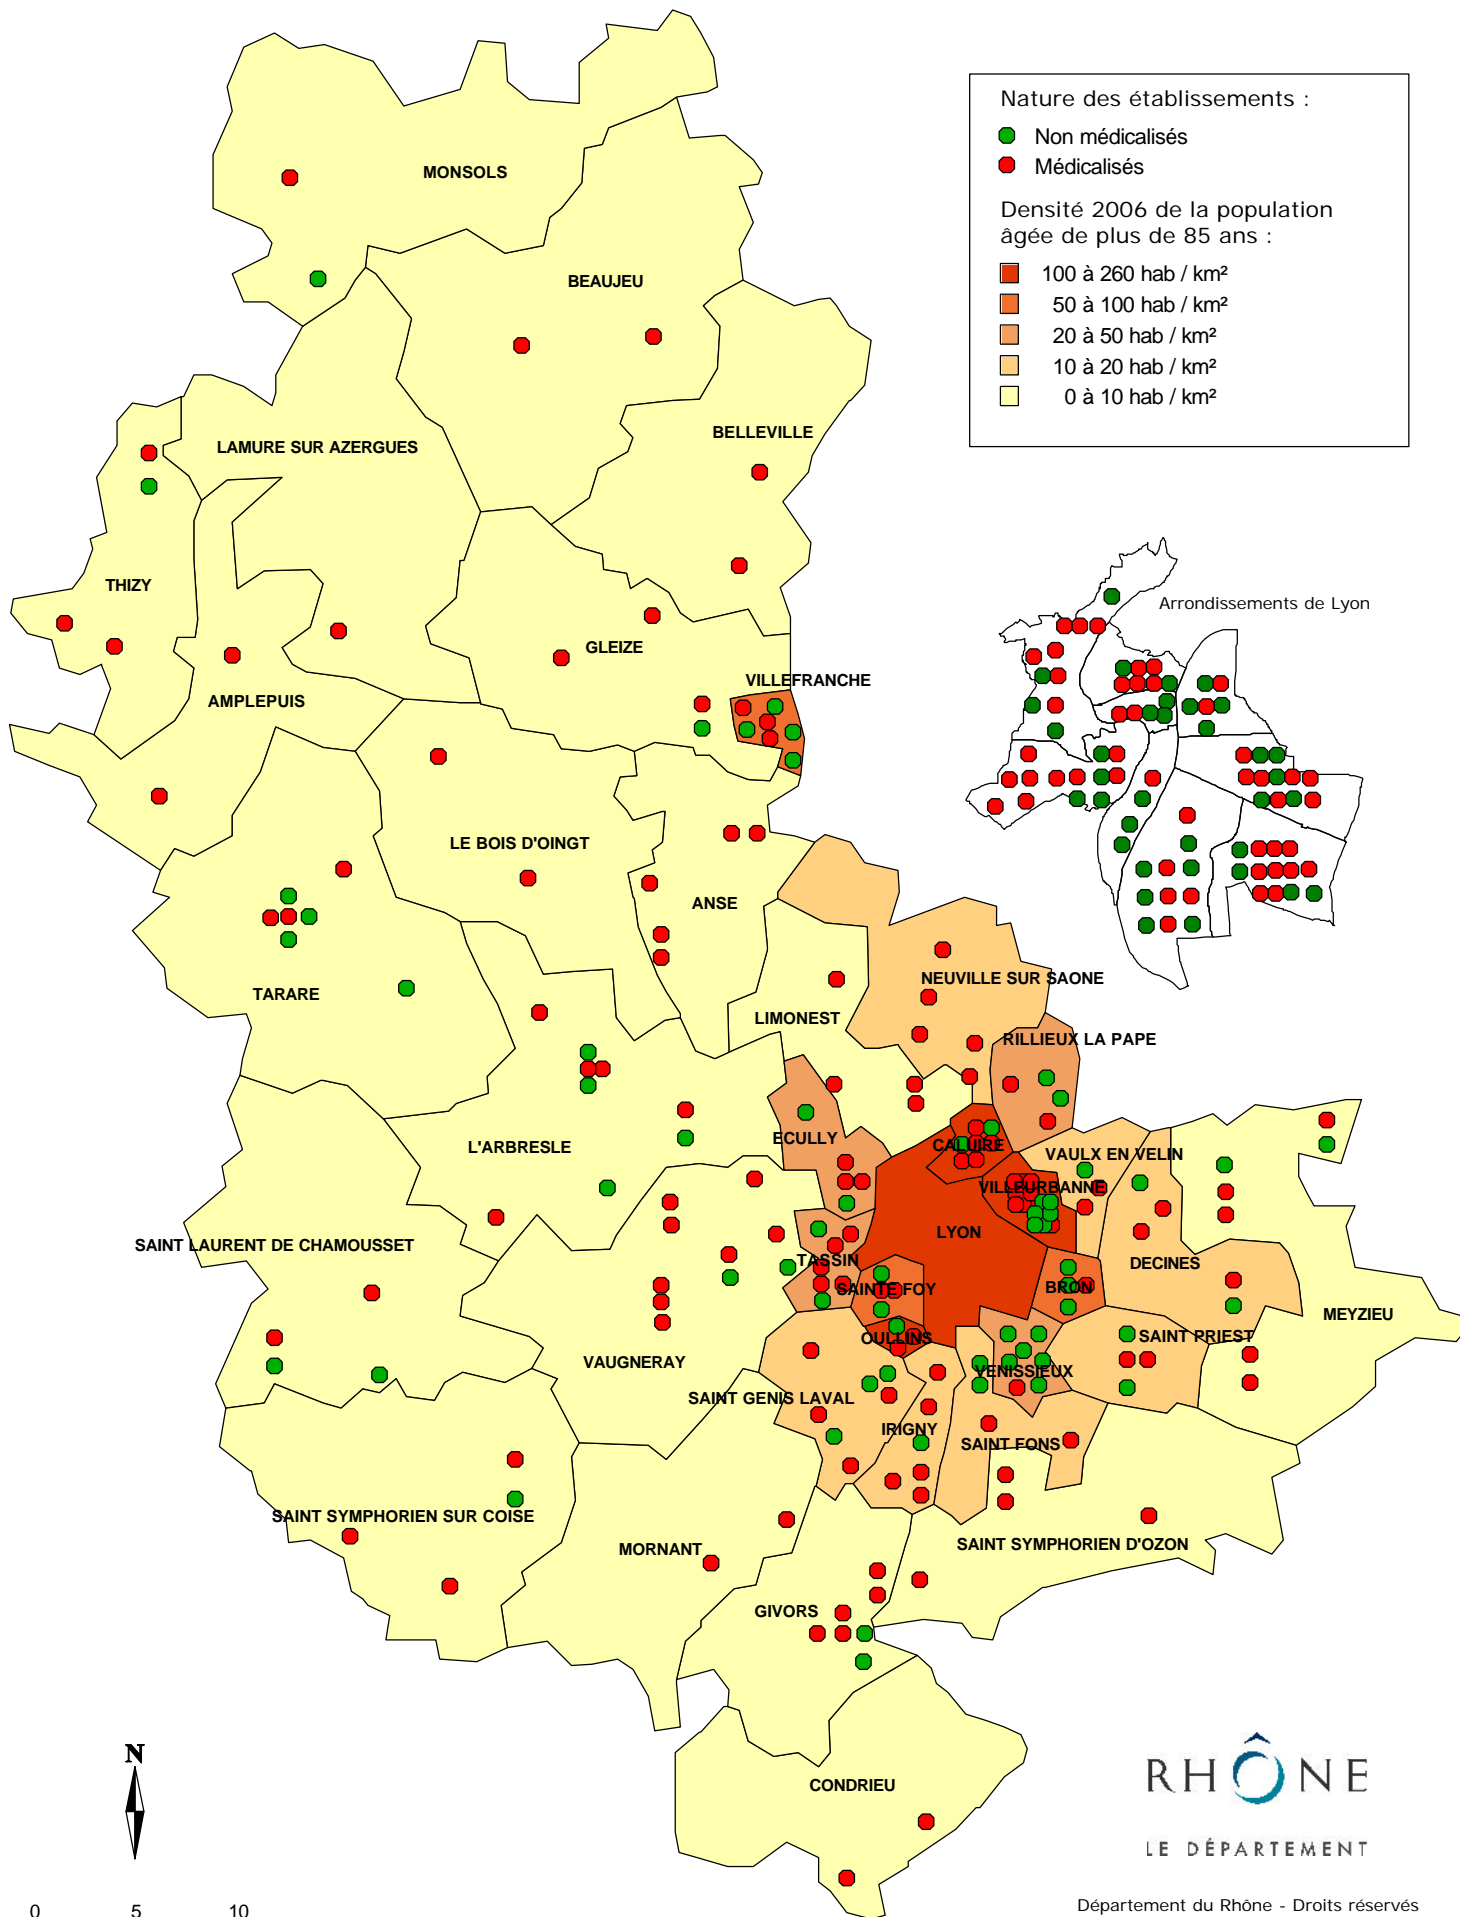 Nature des établissements :
Non médicalisés
Médicalisés
Densité 2006 de la population
âgée de plus de 85 ans :
100 à 260 hab / km²
50 à 100 hab / km²
20 à 50 hab / km²
10 à 20 hab / km²
0 à 10 hab / km²
MONSOLS
BEAUJEU
LAMURE SUR AZERGUES
BELLEVILLE
THIZY
Arrondissements de Lyon
GLEIZE
VILLEFRANCHE
AMPLEPUIS
LE BOIS D'OINGT
ANSE
TARARE
NEUVILLE SUR SAONE
LIMONEST
RILLIEUX LA PAPE
ECULLY
L'ARBRESLE
CALUIRE
VAULX EN VELIN
VILLEURBANNE
LYON
SAINT LAURENT DE CHAMOUSSET
TASSIN
DECINES
SAINTE FOY
BRON
MEYZIEU
OULLINS
SAINT PRIEST
VAUGNERAY
VENISSIEUX
SAINT GENIS LAVAL
IRIGNY
SAINT FONS
SAINT SYMPHORIEN SUR COISE
MORNANT
SAINT SYMPHORIEN D'OZON
GIVORS
CONDRIEU
N
RHÔNE
LE DÉPARTEMENT
0 5 10
Département du Rhône - Droits réservés